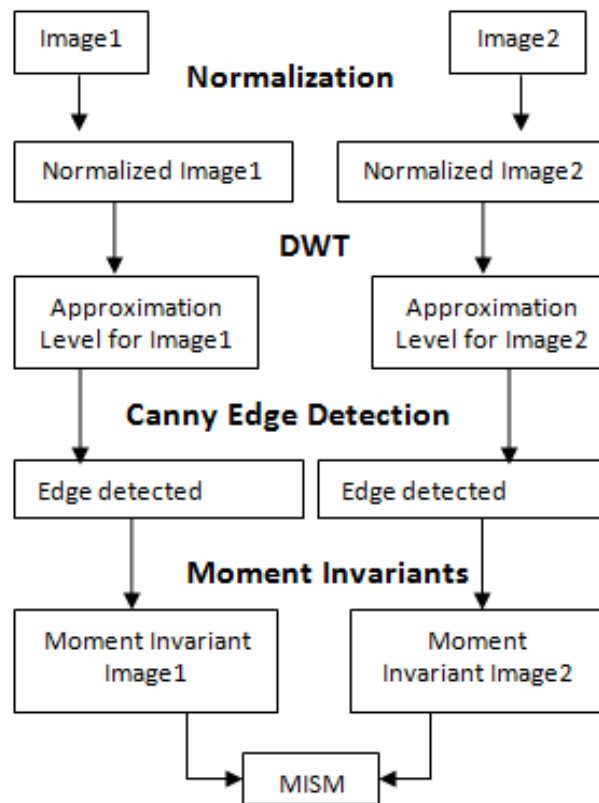 Image1
Image2
Normalization
Normalized Image1
Normalized Image2
DWT
Approximation
Level for Image1
Approximation
Level for Image2
Canny Edge Detection
Edge detected
Edge detected
Moment Invariants
Moment Invariant
Image1
Moment
Invariant Image2
MISM